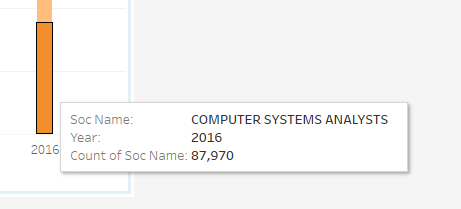 Soc Name: COMPUTER SYSTEMS ANALYSTS
Year: 2016
Count of Soc Name: 87,970
2016